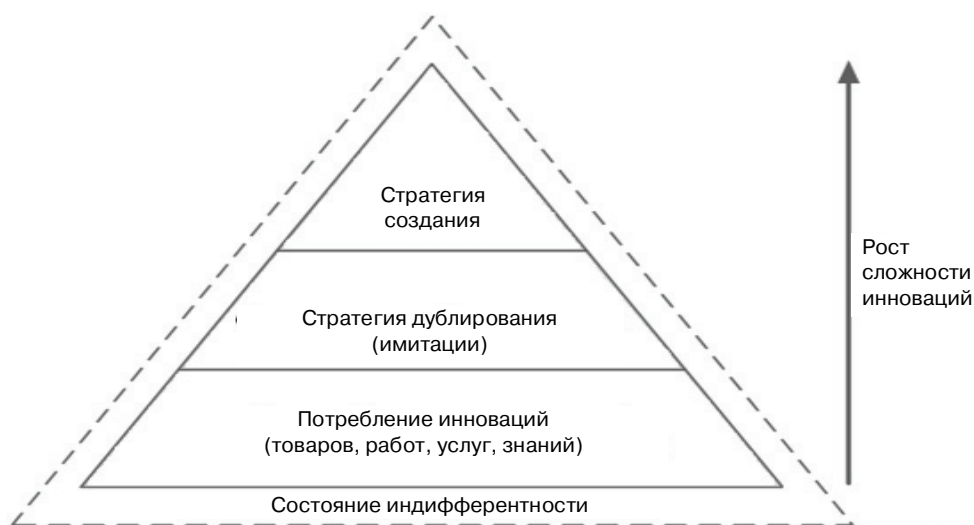 Стратегия
создания
Рост
сложности
инноваций
Стратегия дублирования
(имитации)
Потребление инноваций
(товаров, работ, услуг, знаний)
Состояние индифферентности